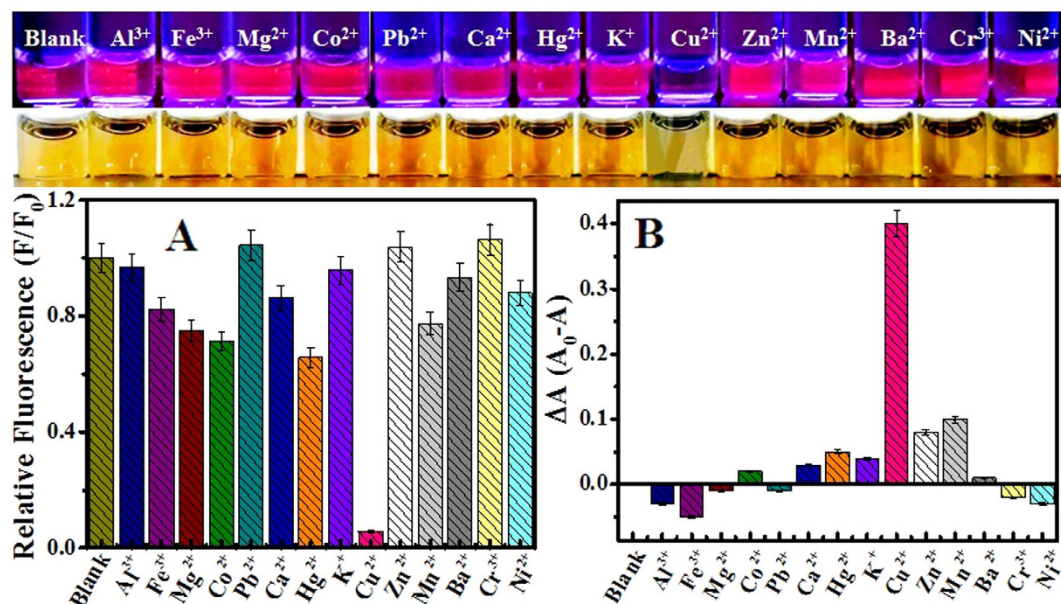 Blank Al³⁺ Fe³⁺ Mg²⁺ Co²⁺ Pb²⁺ Ca²⁺ Hg²⁺ K⁺ Cu²⁺ Zn²⁺ Mn²⁺ Ba²⁺ Cr³⁺ Ni²⁺
A
Relative Fluorescence (F/F₀)
1.2
0.8
0.4
0.0
Blank Al³⁺ Fe³⁺ Mg²⁺ Co²⁺ Pb²⁺ Ca²⁺ Hg²⁺ K⁺ Cu²⁺ Zn²⁺ Mn²⁺ Ba²⁺ Cr³⁺ Ni²⁺
B
ΔA (A₀-A)
0.4
0.3
0.2
0.1
0.0
Blank Al³⁺ Fe³⁺ Mg²⁺ Co²⁺ Pb²⁺ Ca²⁺ Hg²⁺ K⁺ Cu²⁺ Zn²⁺ Mn²⁺ Ba²⁺ Cr³⁺ Ni²⁺